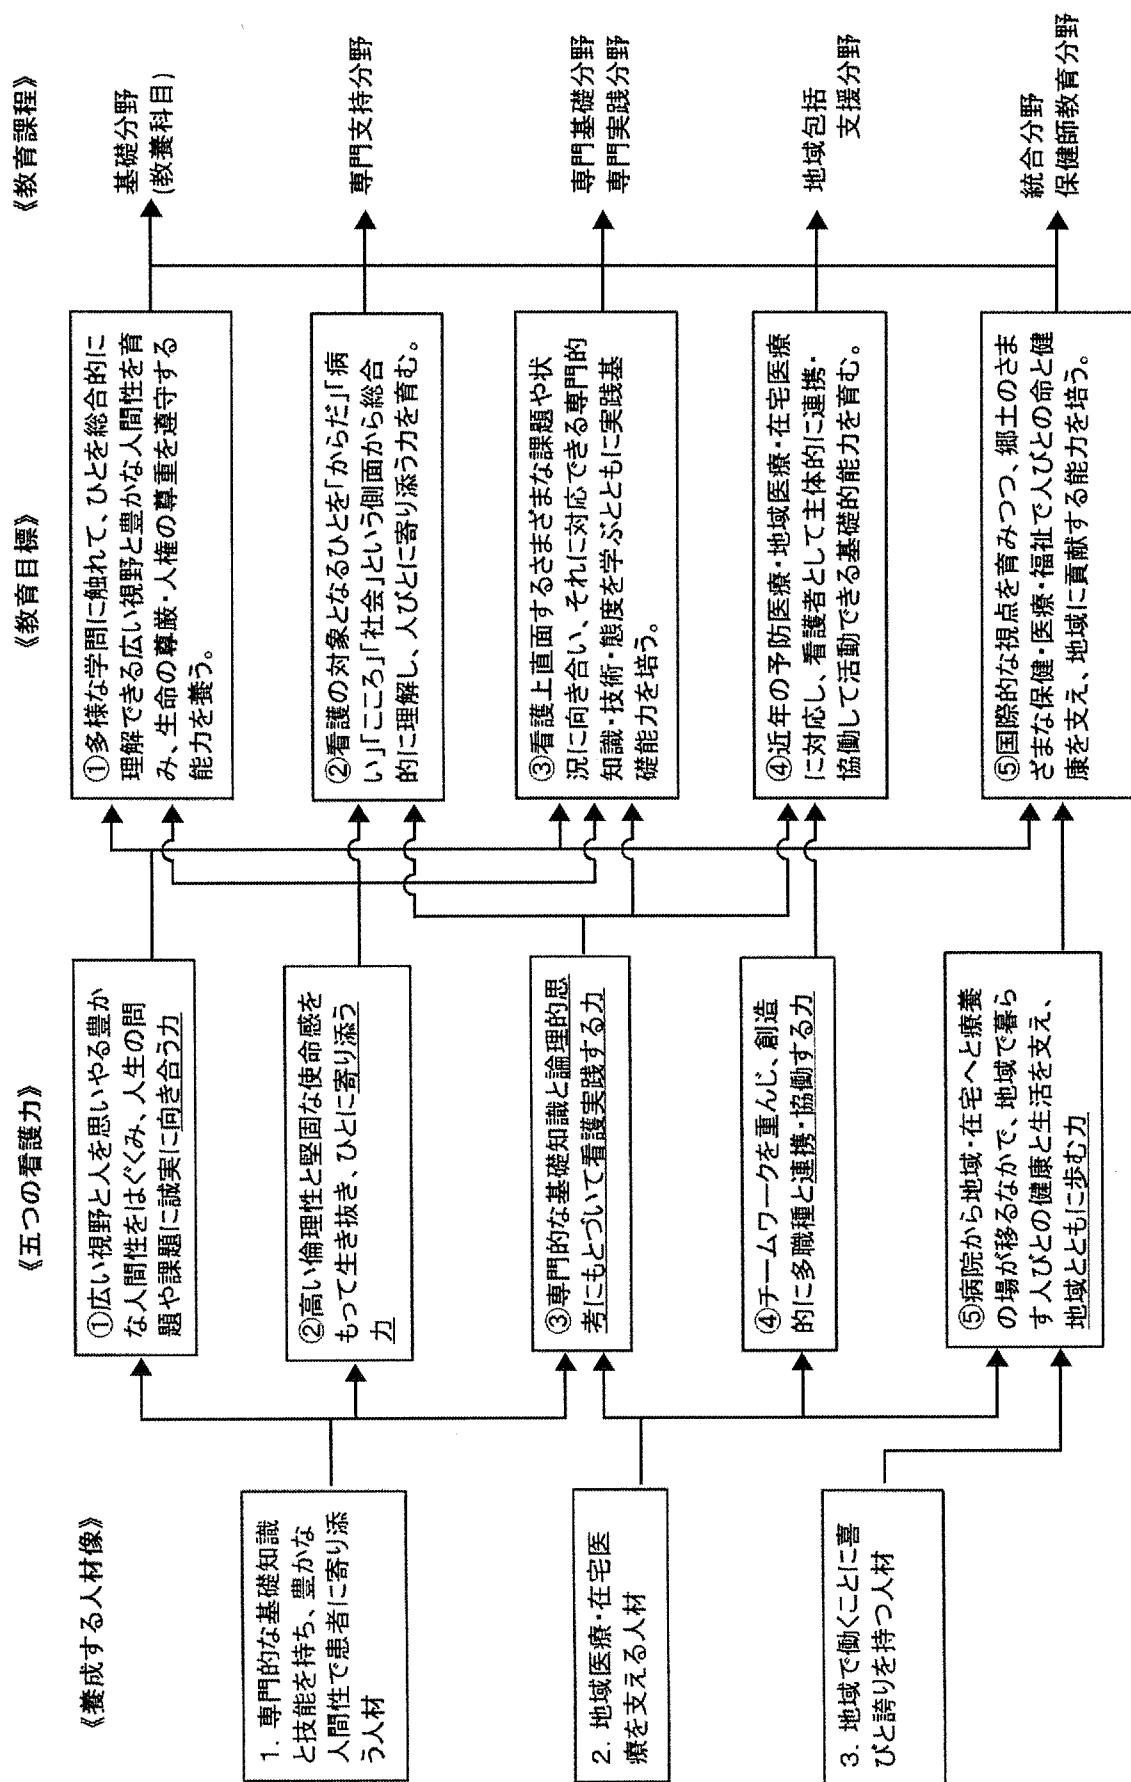 《養成する人材像》
1. 専門的な基礎知識
と技能を持ち、豊かな
人間性で患者に寄り添
う人材
2. 地域医療・在宅医
療を支える人材
3. 地域で働くことに喜
びと誇りを持つ人材
《五つの看護力》
①広い視野と人を思いやる豊か
な人間性をはぐくみ、人生の問
題や課題に誠実に向き合う力
②高い倫理性と堅固な使命感を
もって生き抜き、ひとに寄り添う
力
③専門的な基礎知識と論理的思
考にもとづいて看護実践する力
④チームワークを重んじ、創造
的に多職種と連携・協働する力
⑤病院から地域・在宅へと療養
の場が移るなかで、地域で暮ら
す人びとの健康と生活を支え、
地域とともに歩む力
《教育目標》
①多様な学問に触れて、ひとを総合的に
理解できる広い視野と豊かな人間性を育
み、生命の尊厳・人権の尊重を遵守する
能力を養う。
②看護の対象となるひとを「からだ」「病
い」「こころ」「社会」という側面から総合
的に理解し、人びとに寄り添う力を育む。
③看護上直面するさまざまな課題や状
況に向き合い、それに対応できる専門的
知識・技術・態度を学ぶとともに実践基
礎能力を培う。
④近年の予防医療・地域医療・在宅医療
に対応し、看護者として主体的に連携・
協働して活動できる基礎的能力を育む。
⑤国際的な視点を育みつつ、郷土のさま
ざまな保健・医療・福祉で人びとの命と健
康を支え、地域に貢献する能力を培う。
《教育課程》
基礎分野
(教養科目)
専門支持分野
専門基礎分野
専門実践分野
地域包括
支援分野
統合分野
保健師教育分野